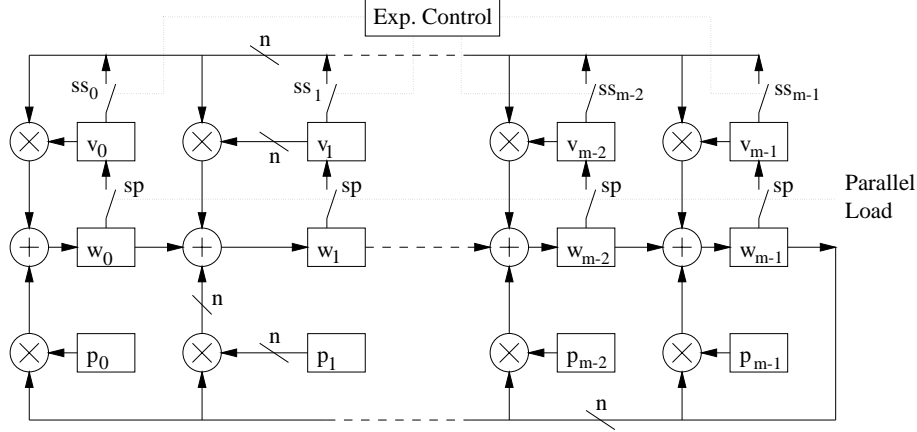 Exp. Control
n
ss0 ss1 ssm-2 ssm-1
v0 n v1 vm-2 vm-1
sp sp sp sp Parallel
Load
w0 w1 wm-2 wm-1
n
n
p0 p1 pm-2 pm-1
n